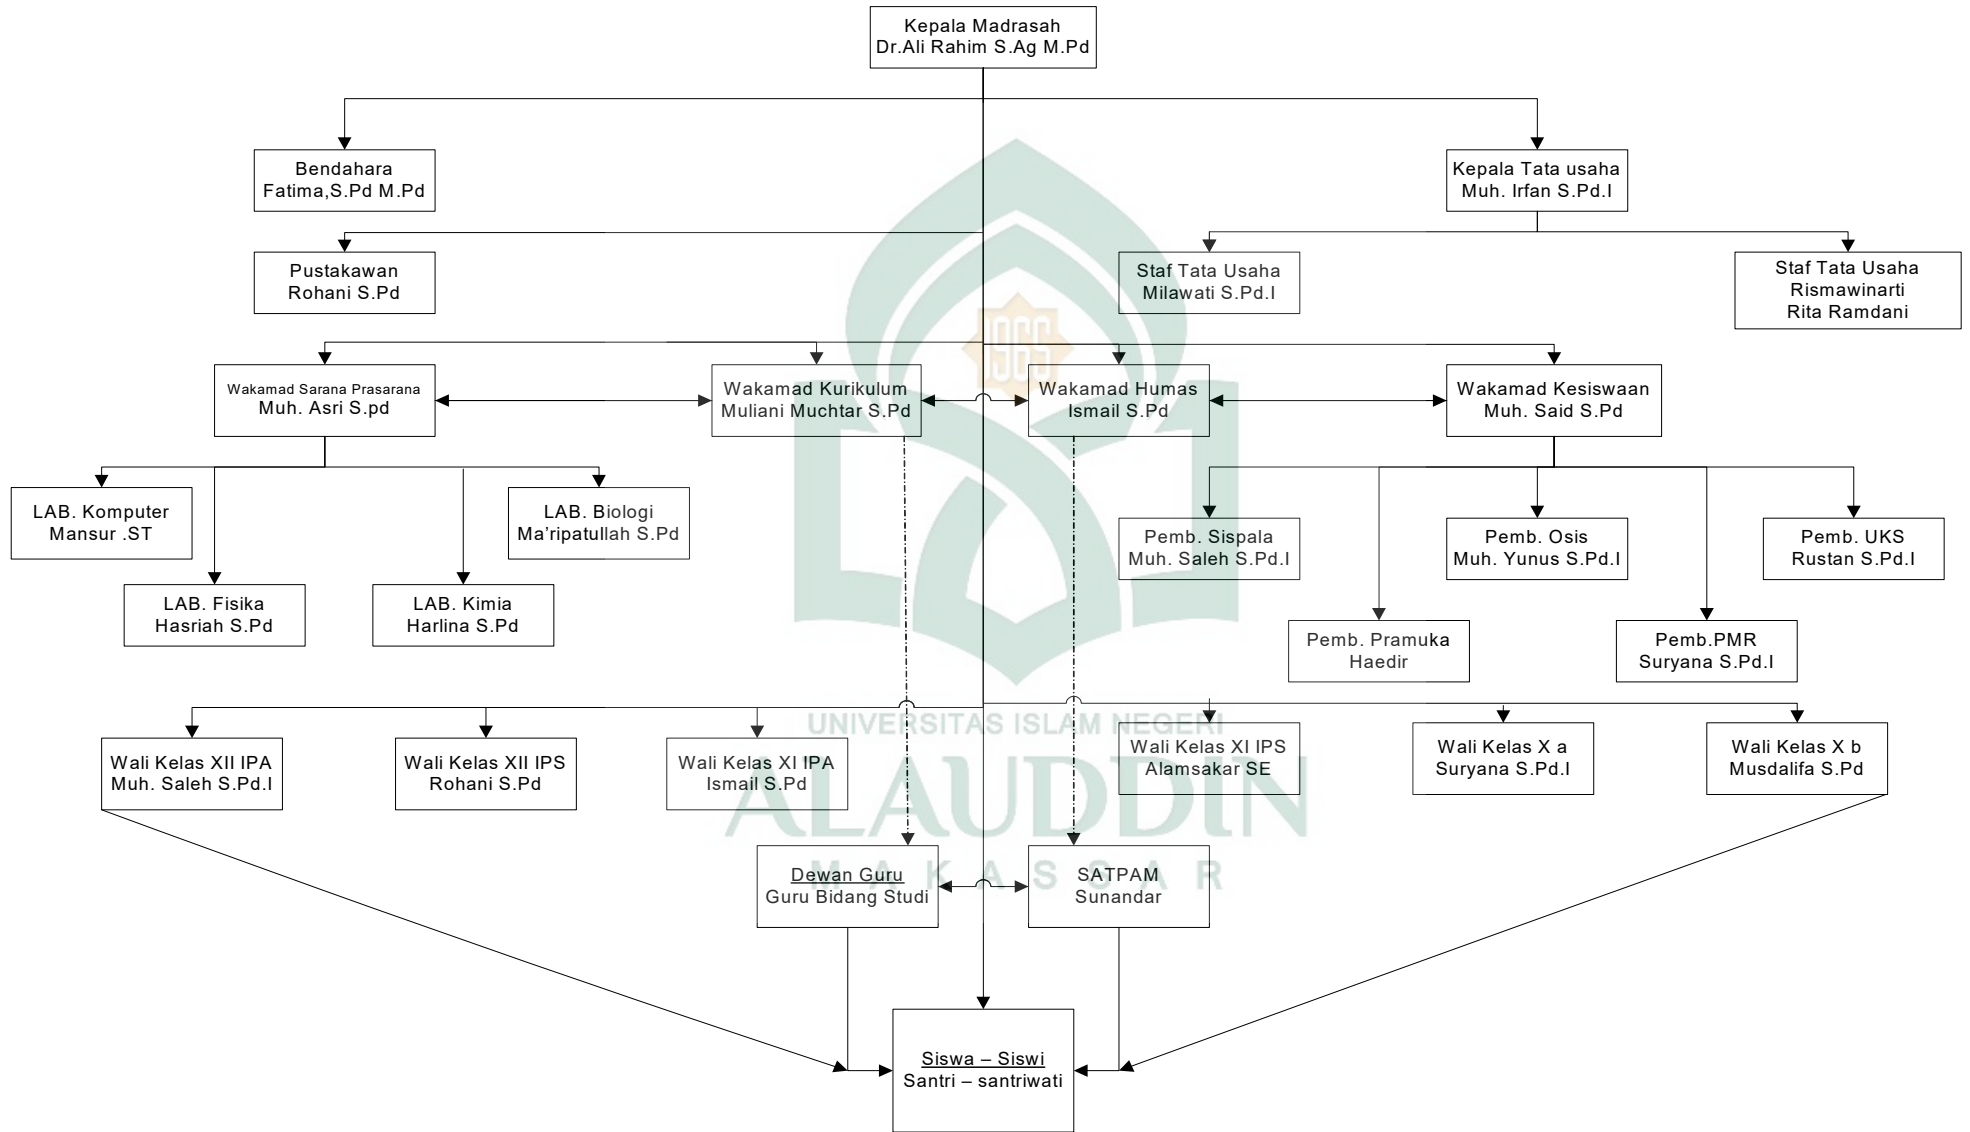 Kepala Madrasah
Dr.Ali Rahim S.Ag M.Pd
Bendahara
Fatima,S.Pd M.Pd
Kepala Tata usaha
Muh. Irfan S.Pd.I
Pustakawan
Rohani S.Pd
Staf Tata Usaha
Milawati S.Pd.I
Staf Tata Usaha
Rismawinarti
Rita Ramdani
1965
Wakamad Sarana Prasarana
Muh. Asri S.pd
Wakamad Kurikulum
Muliani Muchtar S.Pd
Wakamad Humas
Ismail S.Pd
Wakamad Kesiswaan
Muh. Said S.Pd
LAB. Komputer
Mansur .ST
LAB. Biologi
Ma’ripatullah S.Pd
LAB. Fisika
Hasriah S.Pd
LAB. Kimia
Harlina S.Pd
Pemb. Sispala
Muh. Saleh S.Pd.I
Pemb. Osis
Muh. Yunus S.Pd.I
Pemb. UKS
Rustan S.Pd.I
Pemb. Pramuka
Haedir
Pemb.PMR
Suryana S.Pd.I
UNIVERSITAS ISLAM NEGERI
Wali Kelas XII IPA
Muh. Saleh S.Pd.I
Wali Kelas XII IPS
Rohani S.Pd
Wali Kelas XI IPA
Ismail S.Pd
Wali Kelas XI IPS
Alamsakar SE
Wali Kelas X a
Suryana S.Pd.I
Wali Kelas X b
Musdalifa S.Pd
ALAUDDIN
MAKASSAR
Dewan Guru
Guru Bidang Studi
SATPAM
Sunandar
Siswa – Siswi
Santri – santriwati